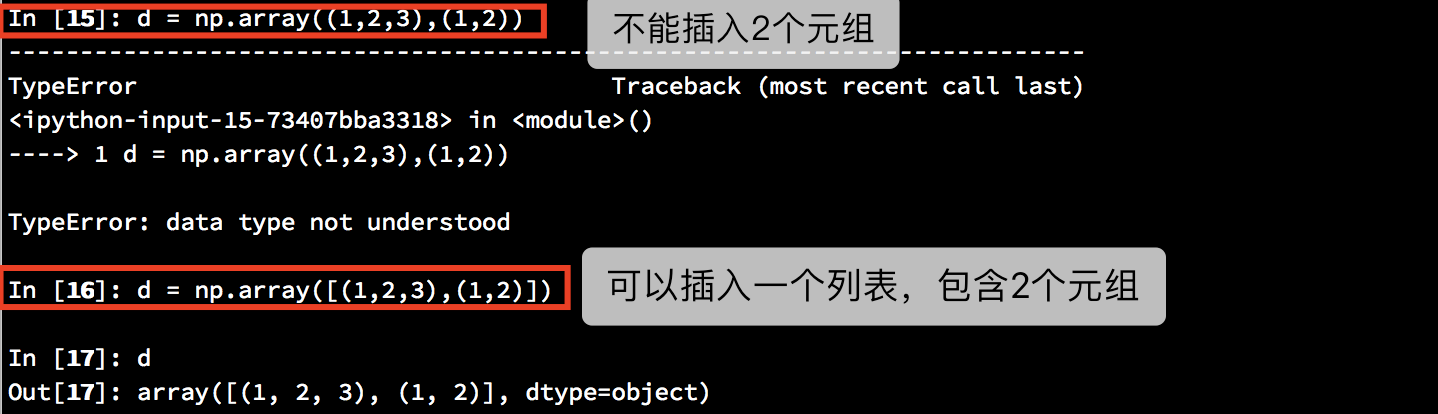 In [15]: d = np.array((1,2,3),(1,2))
不能插入2个元组
---------------------------------------------------------------------------
TypeError                                 Traceback (most recent call last)
<ipython-input-15-73407bba3318> in <module>()
----> 1 d = np.array((1,2,3),(1,2))
TypeError: data type not understood
In [16]: d = np.array([(1,2,3),(1,2)])
可以插入一个列表，包含2个元组
In [17]: d
Out[17]: array([(1, 2, 3), (1, 2)], dtype=object)